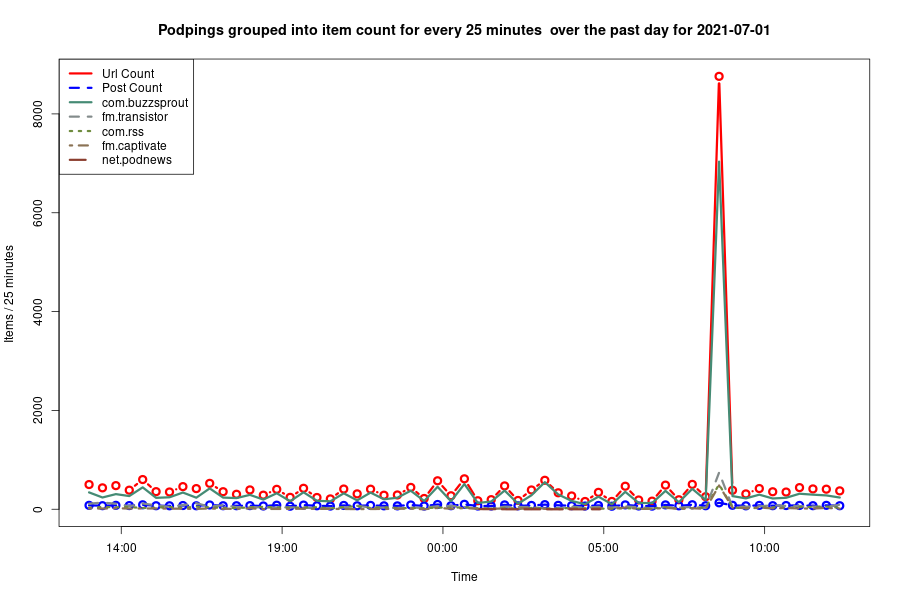 Podpings grouped into item count for every 25 minutes  over the past day for 2021-07-01
Url Count
Post Count
com.buzzsprout
fm.transistor
com.rss
fm.captivate
net.podnews
Items / 25 minutes
8000
6000
4000
2000
0
14:00 19:00 00:00 05:00 10:00
Time